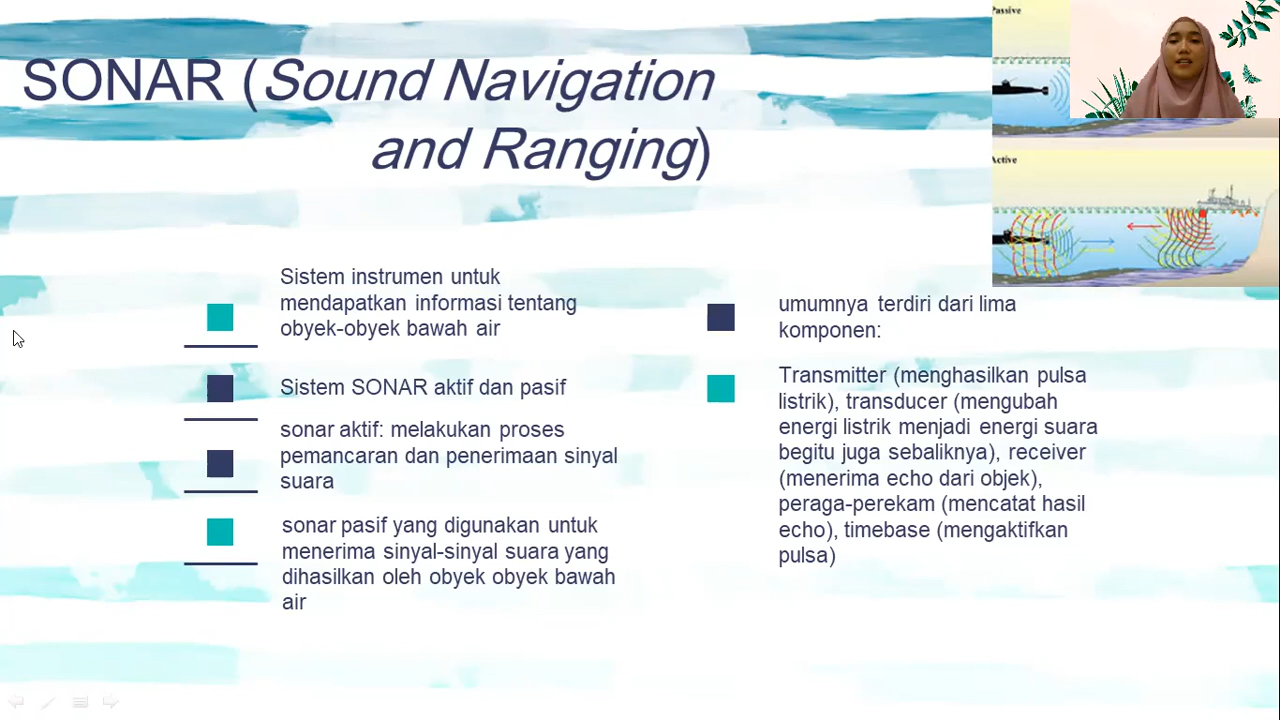 SONAR (Sound Navigation
and Ranging)
Sistem instrumen untuk
mendapatkan informasi tentang
obyek-obyek bawah air
Sistem SONAR aktif dan pasif
sonar aktif: melakukan proses
pemancaran dan penerimaan sinyal
suara
sonar pasif yang digunakan untuk
menerima sinyal-sinyal suara yang
dihasilkan oleh obyek obyek bawah
air
umumnya terdiri dari lima
komponen:
Transmitter (menghasilkan pulsa
listrik), transducer (mengubah
energi listrik menjadi energi suara
begitu juga sebaliknya), receiver
(menerima echo dari objek),
peraga-perekam (mencatat hasil
echo), timebase (mengaktifkan
pulsa)
Passive
Active